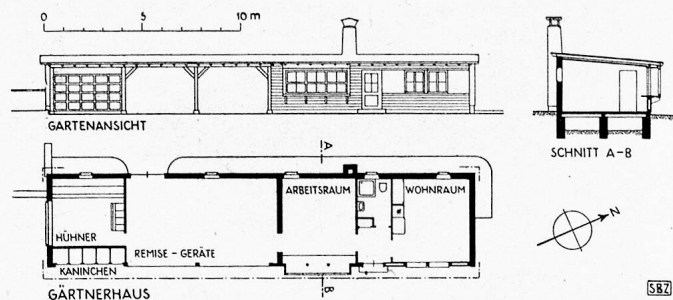 0 5 10 m
GARTENANSICHT
SCHNITT A-B
A
ARBEITSRAUM
WOHNRAUM
HÜHNER
REMISE - GERÄTE
KANINCHEN
B
N
GÄRTNERHAUS
SBZ